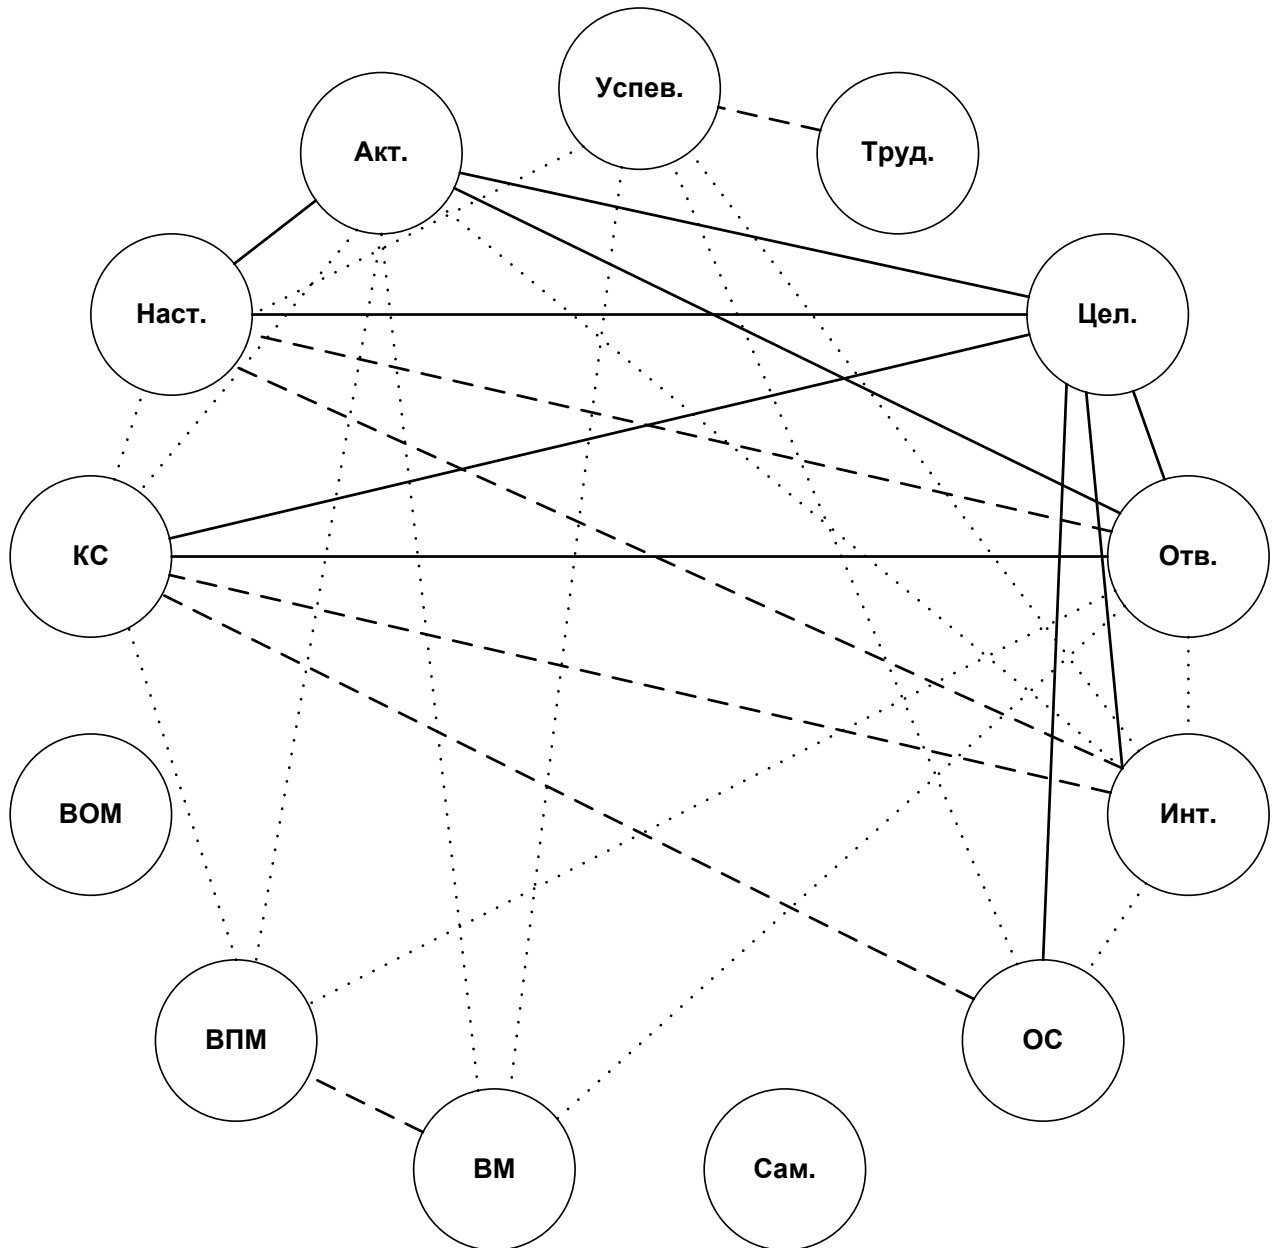 Успев.
Акт.
Труд.
Наст.
Цел.
КС
Отв.
ВОМ
Инт.
ВПМ
ОС
ВМ
Сам.